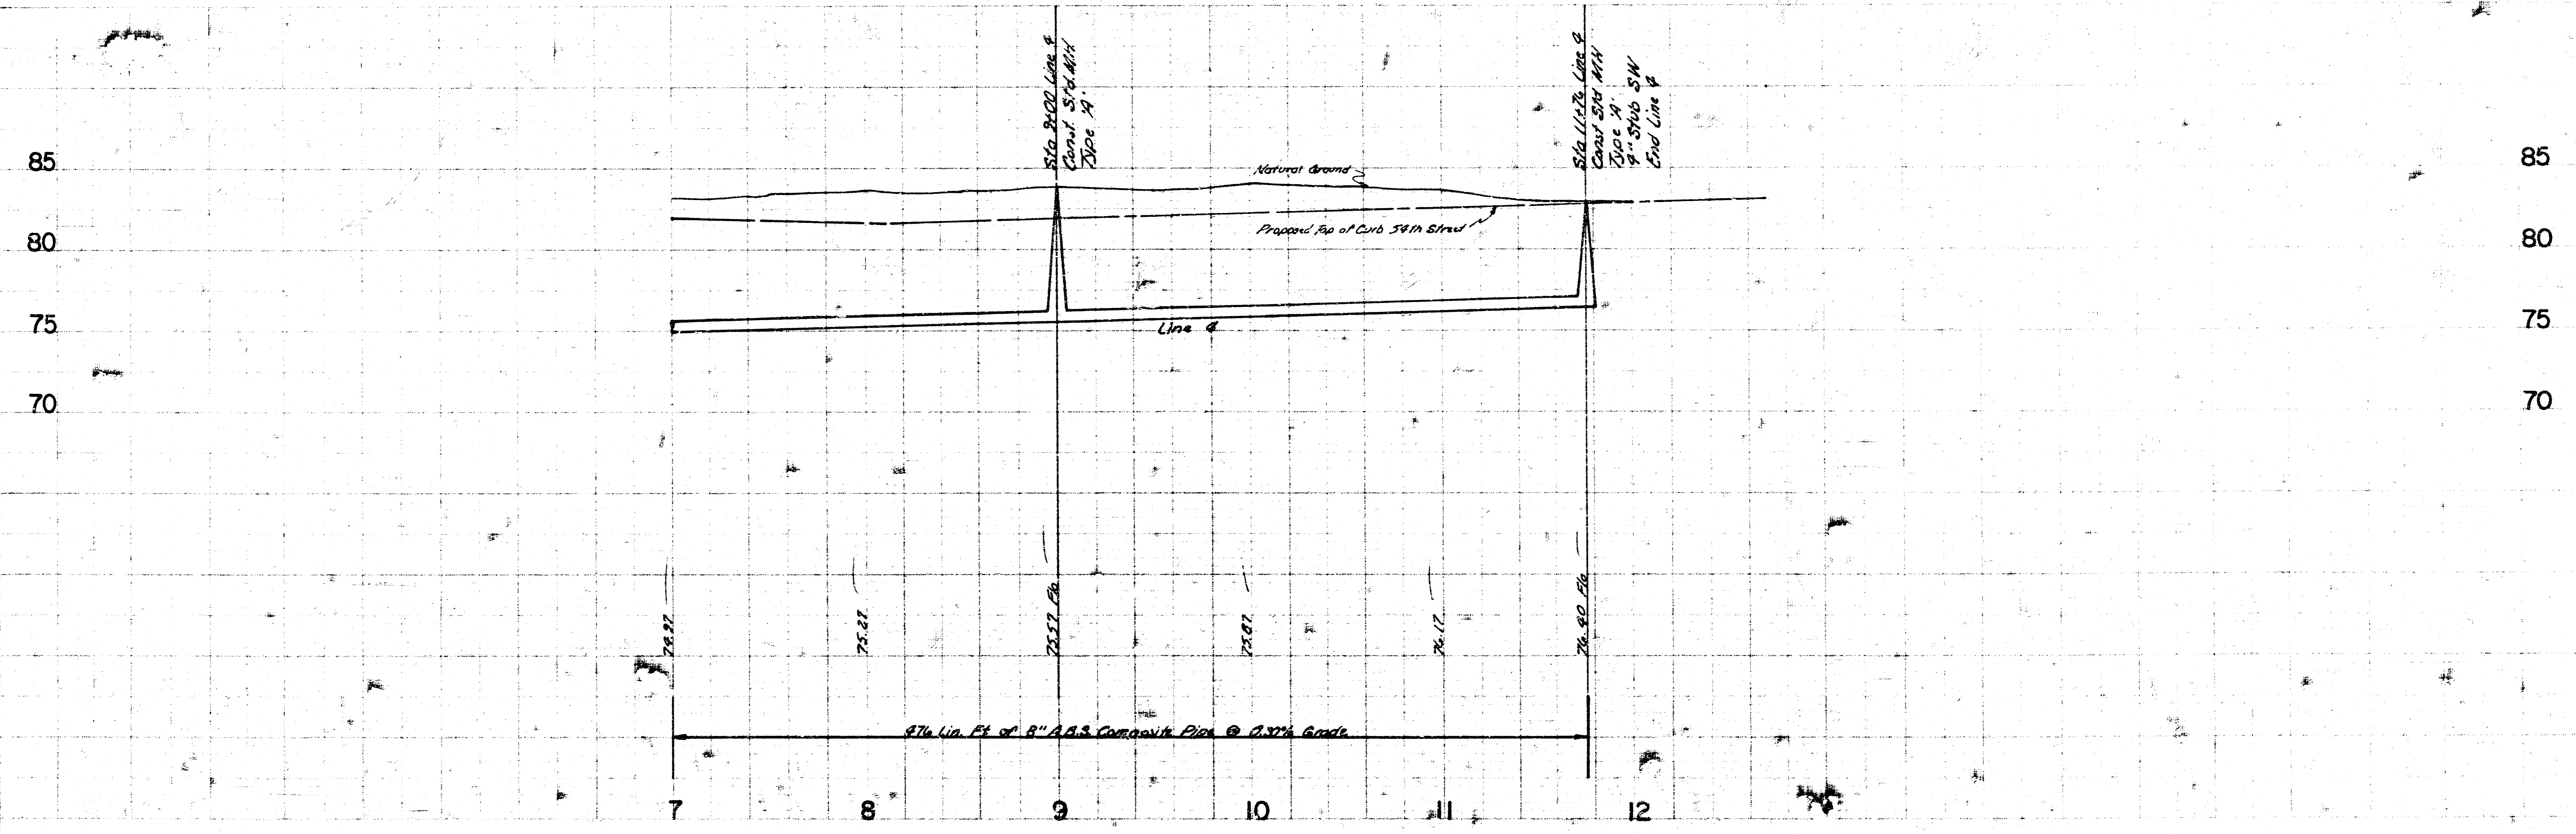 Sta 9+00 Line 4
Const. Std. MH
Type 'A'
Sta 11+76 Line 4
Const Std MH
Type 'A'
4" Stub SW
End Line 4
85
85
Natural Ground
80
Proposed Top of Curb 54th Street
80
75
Line 4
75
70
70
74.97
75.27
75.57 F/o
75.87
76.17
76.40 F/o
476 Lin. Ft of 8" A.B.S. Composite Pipe @ 0.30% Grade
7 8 9 10 11 12